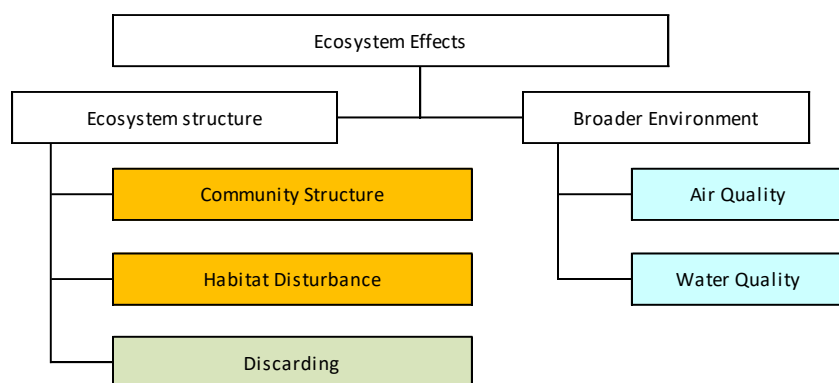 Ecosystem Effects
Ecosystem structure
Broader Environment
Community Structure
Air Quality
Habitat Disturbance
Water Quality
Discarding